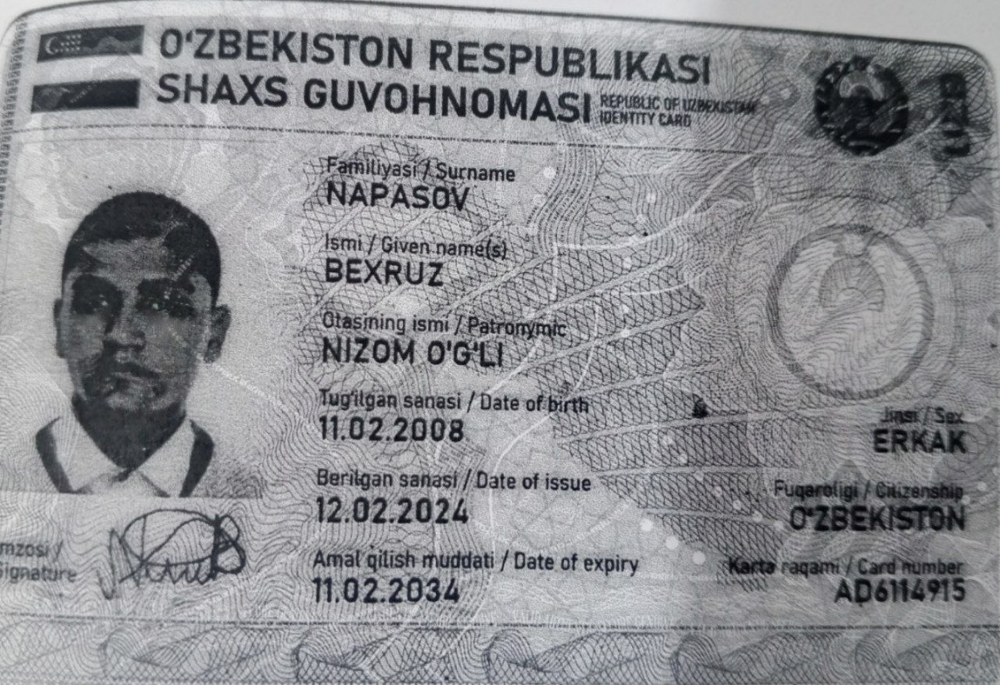 O'ZBEKISTON RESPUBLIKASI
SHAXS GUVOHNOMASI
REPUBLIC OF UZBEKISTAN
IDENTITY CARD
UZB
Familiyasi / Surname
NAPASOV
Ismi / Given name(s)
BEXRUZ
Otasining ismi / Patronymic
NIZOM O'G'LI
Tug'ilgan sanasi / Date of birth
11.02.2008
Jinsi / Sex
ERKAK
Berilgan sanasi / Date of issue
12.02.2024
Fuqaroligi / Citizenship
O'ZBEKISTON
mzosi /
Signature
Amal qilish muddati / Date of expiry
11.02.2034
Karta raqami / Card number
AD6114915